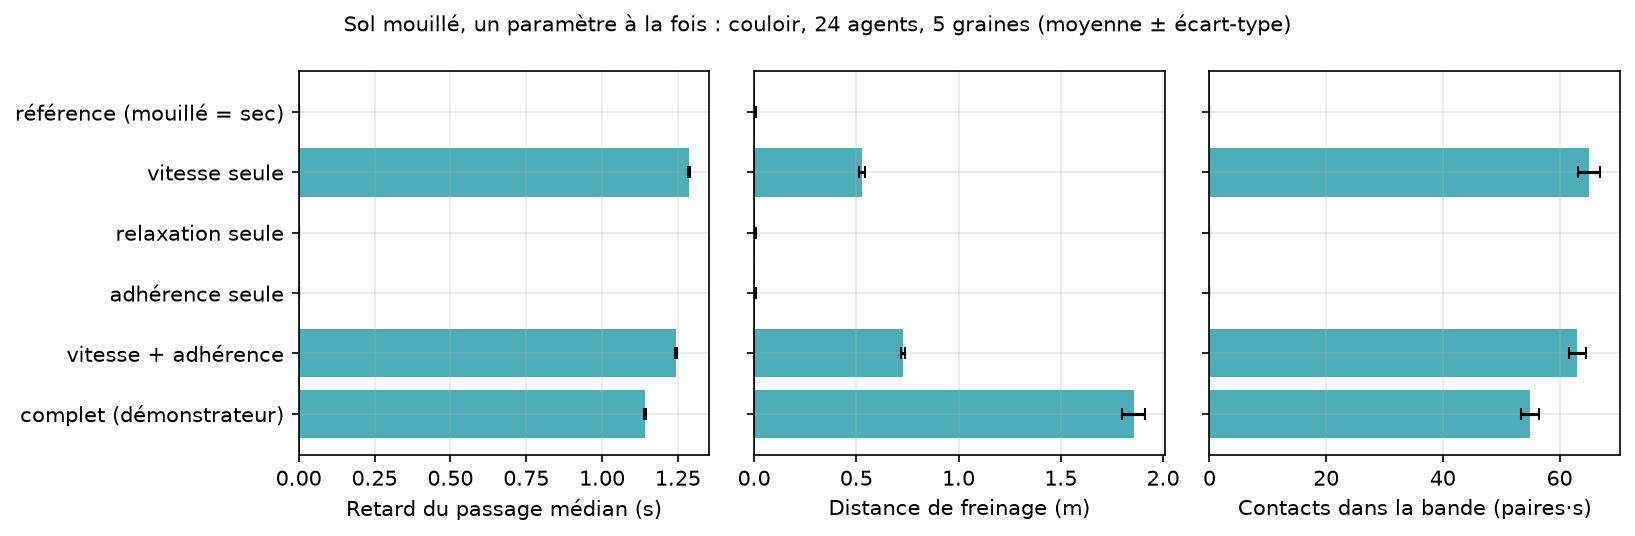 Sol mouillé, un paramètre à la fois : couloir, 24 agents, 5 graines (moyenne ± écart-type)
référence (mouillé = sec)
vitesse seule
relaxation seule
adhérence seule
vitesse + adhérence
complet (démonstrateur)
0.00 0.25 0.50 0.75 1.00 1.25
Retard du passage médian (s)
0.0 0.5 1.0 1.5 2.0
Distance de freinage (m)
0 20 40 60
Contacts dans la bande (paires·s)